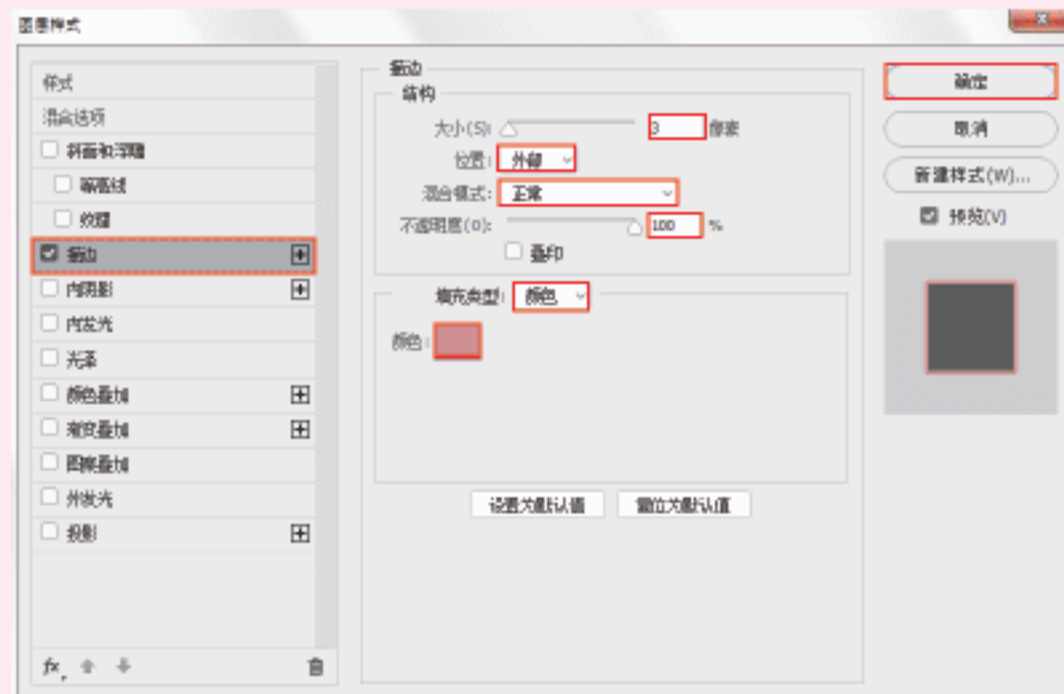 图层样式
样式
混合选项
斜面和浮雕
等高线
纹理
描边
内阴影
内发光
光泽
颜色叠加
渐变叠加
图案叠加
外发光
投影
fx
描边
结构
大小(S): 3 像素
位置: 外部
混合模式: 正常
不透明度(O): 100 %
叠印
填充类型: 颜色
颜色:
设置为默认值 复位为默认值
确定
取消
新建样式(W)...
预览(V)